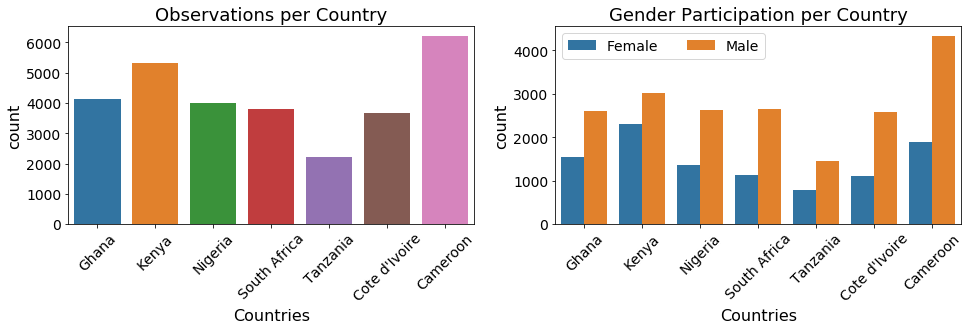 Observations per Country
count
6000
5000
4000
3000
2000
1000
0
Ghana
Kenya
Nigeria
South Africa
Tanzania
Cote d'Ivoire
Cameroon
Countries
Gender Participation per Country
Female Male
count
4000
3000
2000
1000
0
Ghana
Kenya
Nigeria
South Africa
Tanzania
Cote d'Ivoire
Cameroon
Countries